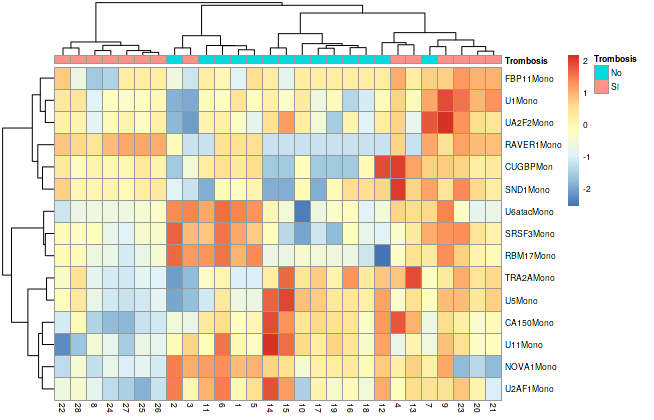 Trombosis
FBP11Mono
U1Mono
UA2F2Mono
RAVER1Mono
CUGBPMon
SND1Mono
U6atacMono
SRSF3Mono
RBM17Mono
TRA2AMono
U5Mono
CA150Mono
U11Mono
NOVA1Mono
U2AF1Mono
22 28 8 24 27 25 26 2 3 11 6 1 5 14 15 10 17 19 16 18 12 4 13 7 9 23 20 21
2
1
0
-1
-2
Trombosis
No
SI